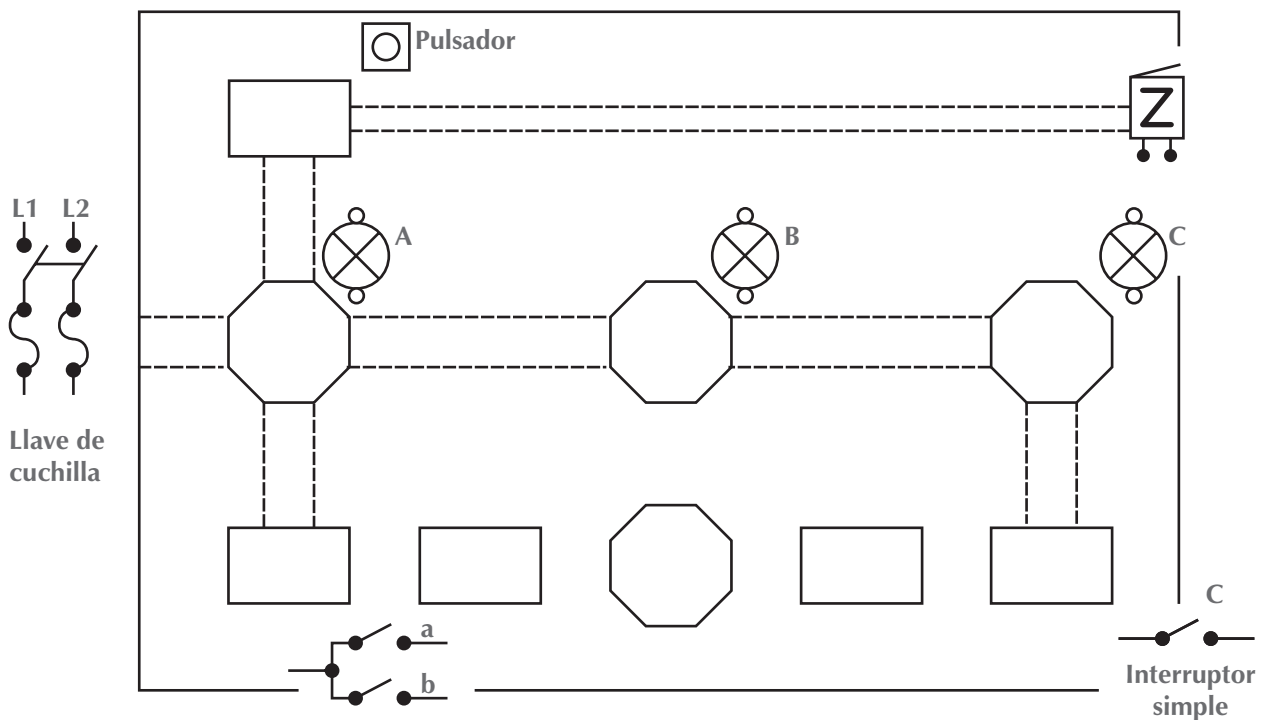 Pulsador
Z
L1 L2
A
B
C
Llave de
cuchilla
a
b
C
Interruptor
simple